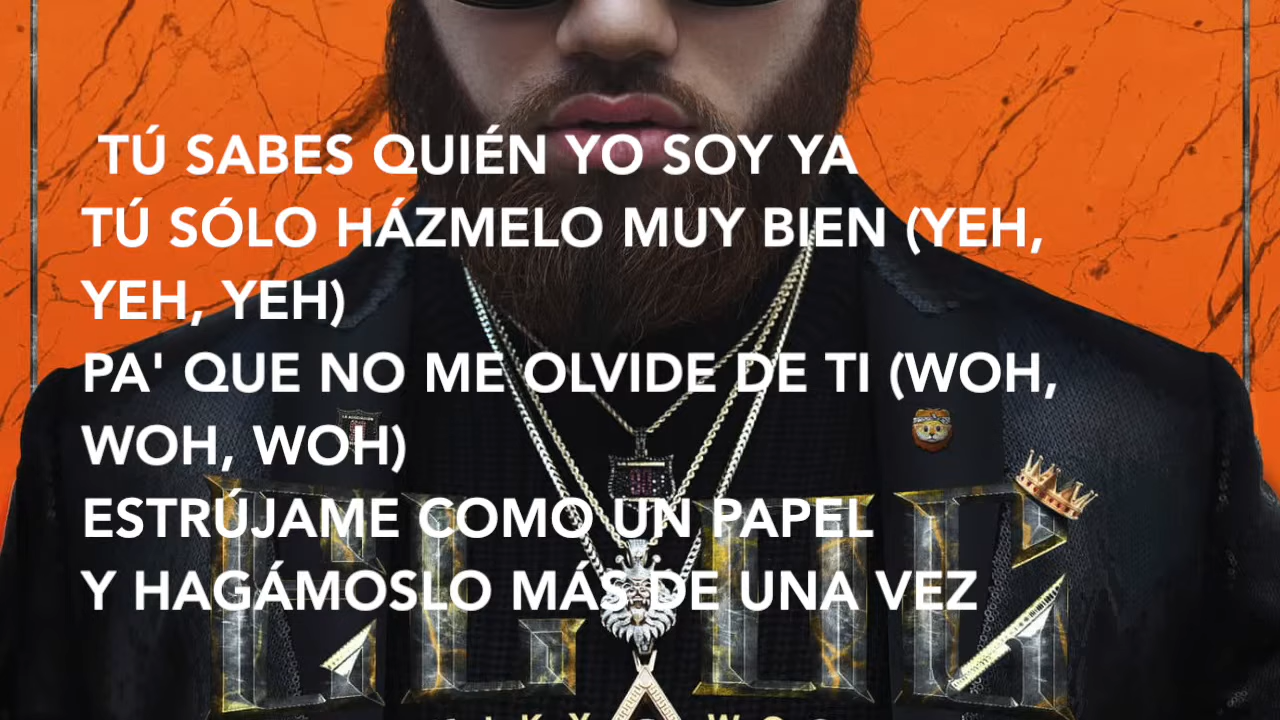 TÚ SABES QUIÉN YO SOY YA
TÚ SÓLO HÁZMELO MUY BIEN (YEH,
YEH, YEH)
PA' QUE NO ME OLVIDE DE TI (WOH,
WOH, WOH)
ESTRÚJAME COMO UN PAPEL
Y HAGÁMOSLO MÁS DE UNA VEZ